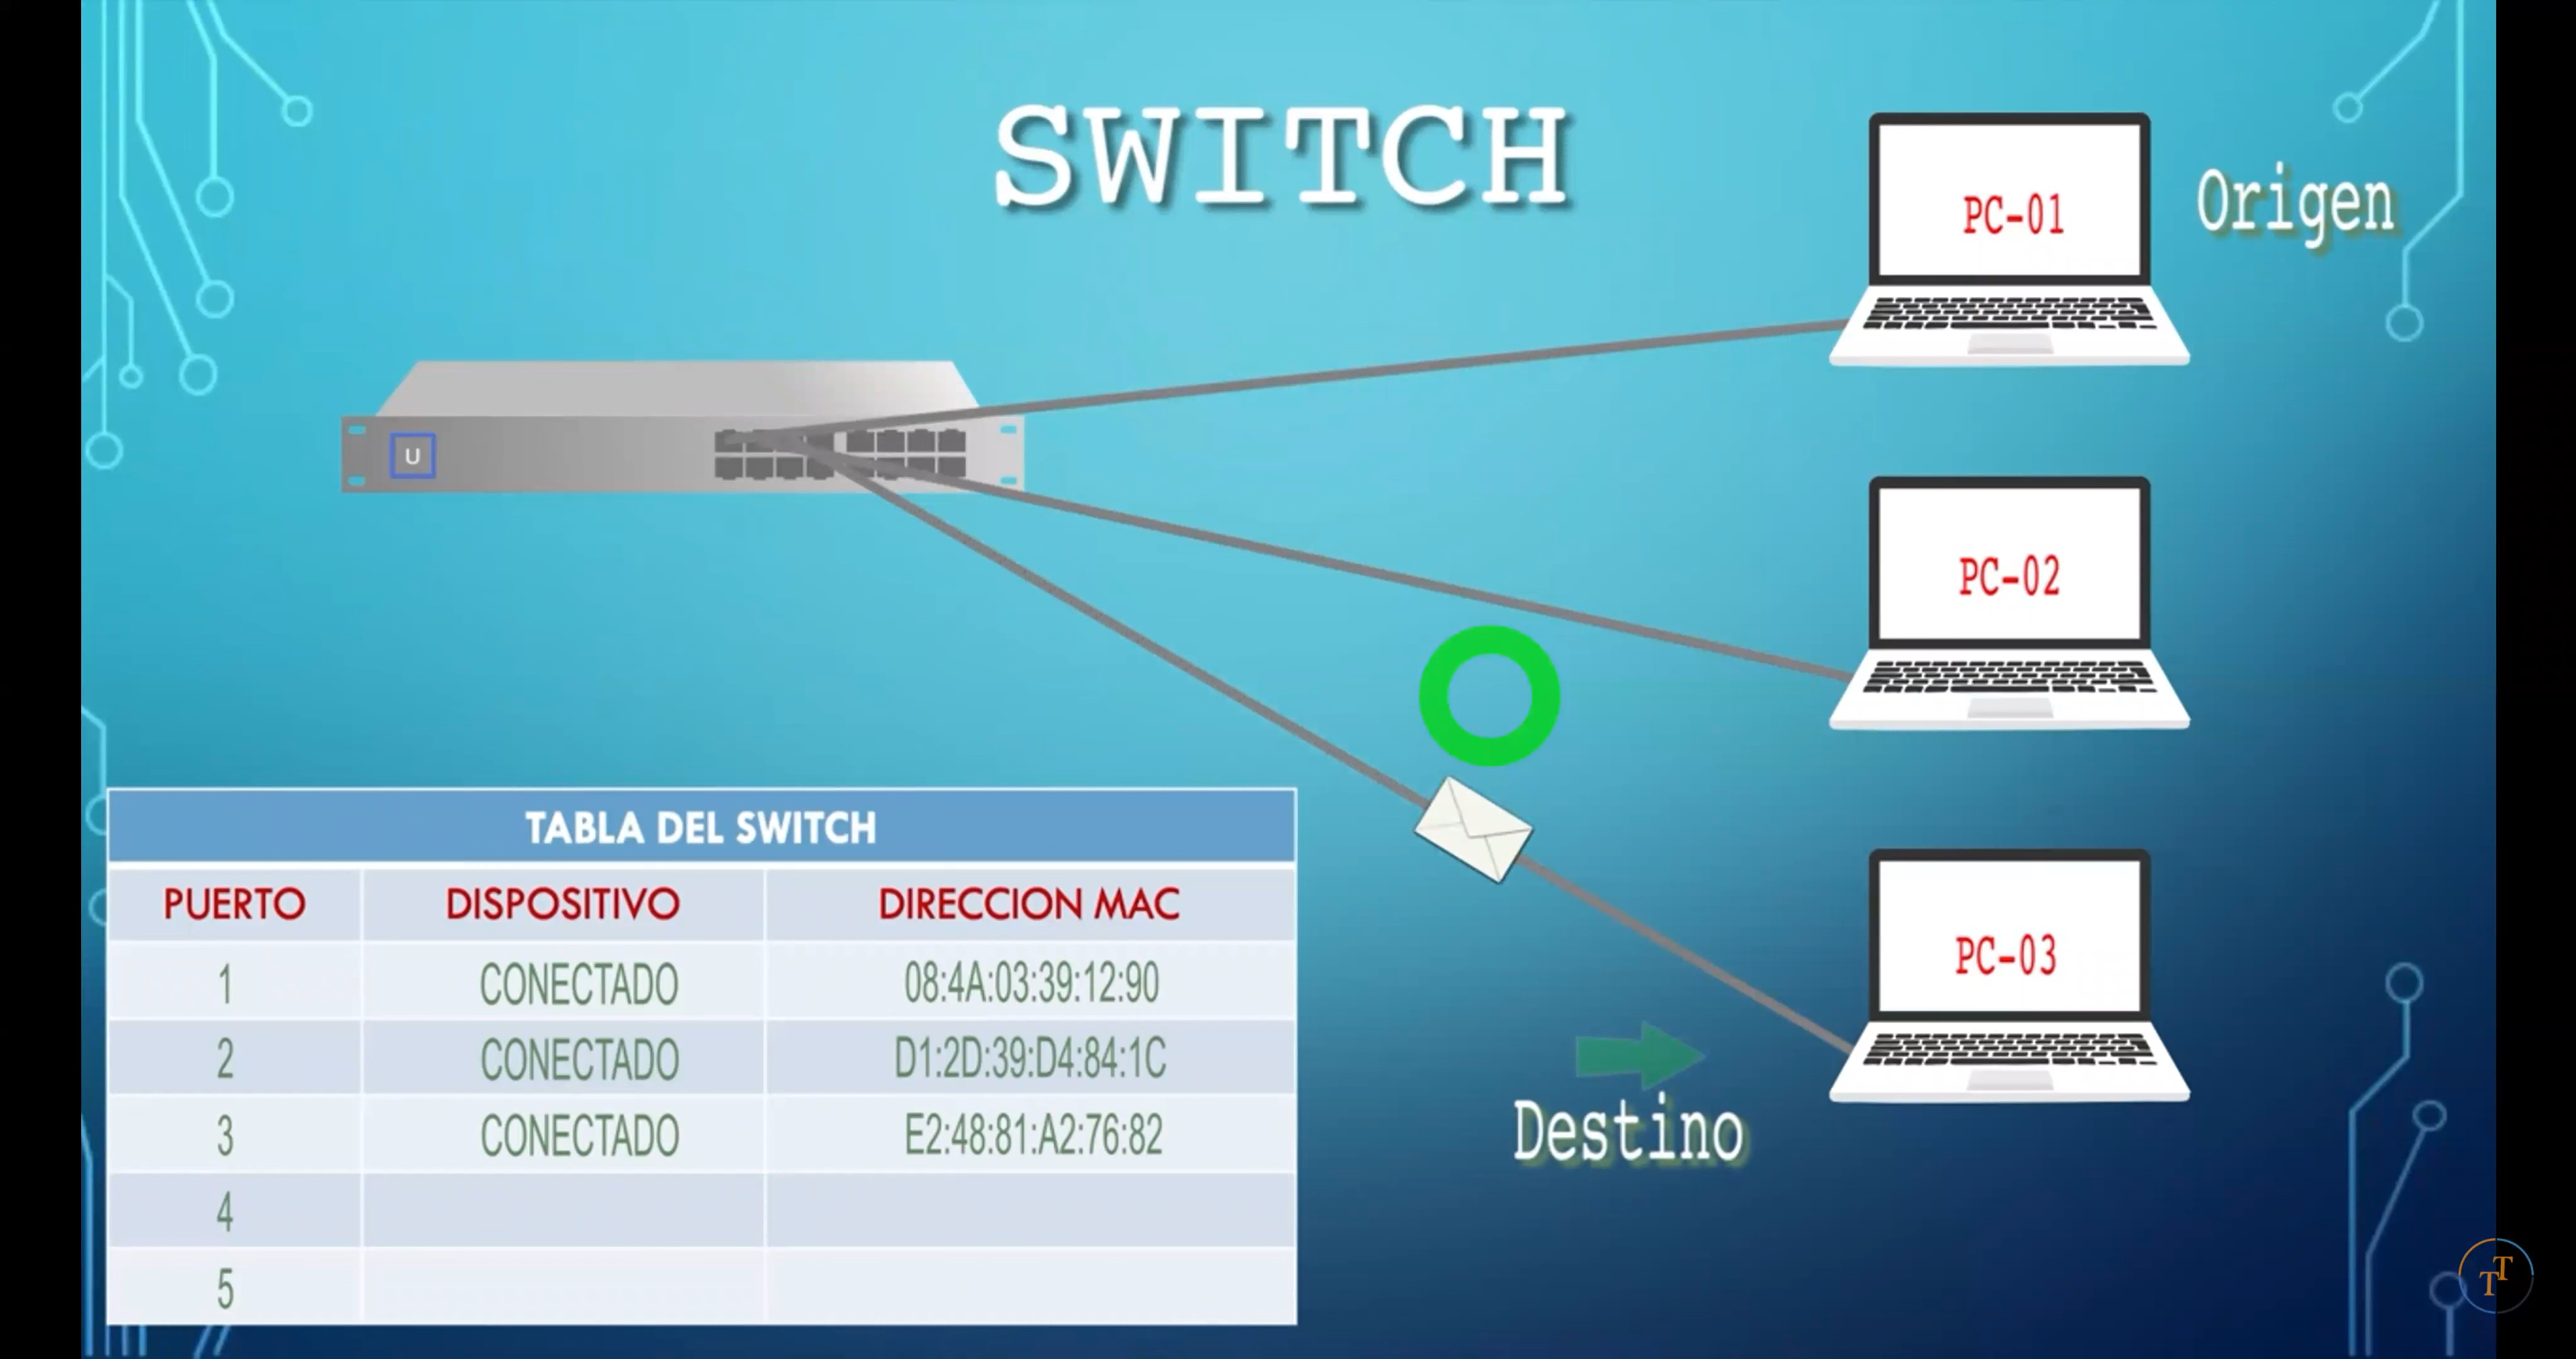 SWITCH
PC-01
Origen
U
PC-02
TABLA DEL SWITCH
PUERTO DISPOSITIVO DIRECCION MAC
1 CONECTADO 08:4A:03:39:12:90
2 CONECTADO D1:2D:39:D4:84:1C
3 CONECTADO E2:48:81:A2:76:82
4
5
PC-03
Destino
TT